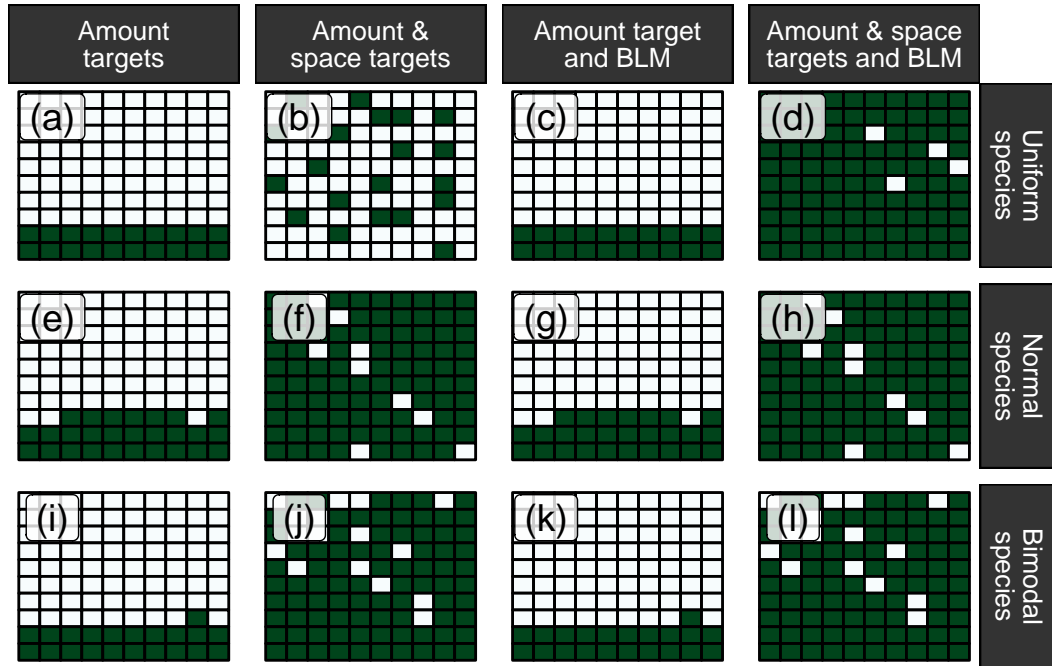 Amount
targets
Amount &
space targets
Amount target
and BLM
Amount & space
targets and BLM
(a)
(b)
(c)
(d)
Uniform
species
(e)
(f)
(g)
(h)
Normal
species
(i)
(j)
(k)
(l)
Bimodal
species